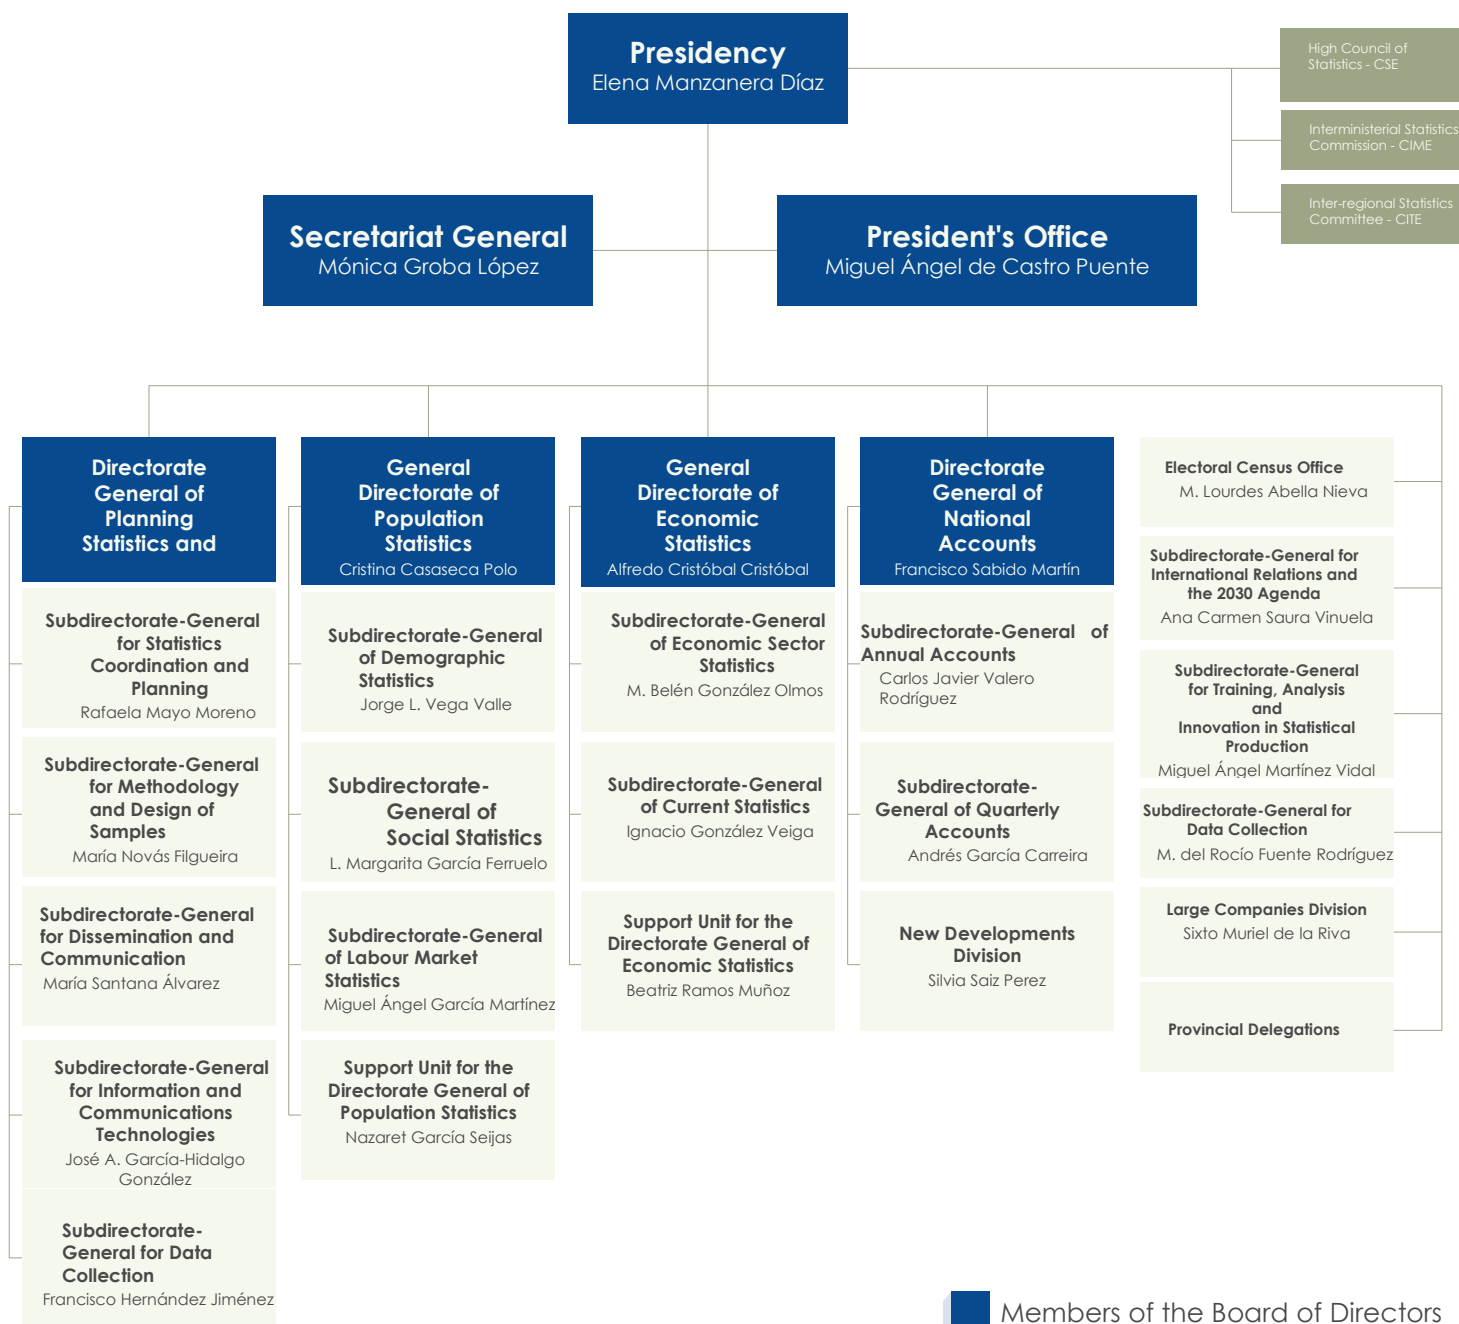 Presidency
Elena Manzanera Díaz
High Council of
Statistics - CSE
Interministerial Statistics
Commission - CIME
Inter-regional Statistics
Committee - CITE
Secretariat General
Mónica Groba López
President's Office
Miguel Ángel de Castro Puente
Directorate
General of
Planning
Statistics and
Subdirectorate-General
for Statistics
Coordination and
Planning
Rafaela Mayo Moreno
Subdirectorate-General
for Methodology
and Design of
Samples
María Novás Filgueira
Subdirectorate-General
for Dissemination and
Communication
María Santana Álvarez
Subdirectorate-General
for Information and
Communications
Technologies
José A. García-Hidalgo
González
Subdirectorate-
General for Data
Collection
Francisco Hernández Jiménez
General
Directorate of
Population
Statistics
Cristina Casaseca Polo
Subdirectorate-General
of Demographic
Statistics
Jorge L. Vega Valle
Subdirectorate-
General of
Social Statistics
L. Margarita García Ferruelo
Subdirectorate-General
of Labour Market
Statistics
Miguel Ángel García Martínez
Support Unit for the
Directorate General of
Population Statistics
Nazaret García Seijas
General
Directorate of
Economic
Statistics
Alfredo Cristóbal Cristóbal
Subdirectorate-General
of Economic Sector
Statistics
M. Belén González Olmos
Subdirectorate-General
of Current Statistics
Ignacio González Veiga
Support Unit for the
Directorate General of
Economic Statistics
Beatriz Ramos Muñoz
Directorate
General of
National
Accounts
Francisco Sabido Martín
Subdirectorate-General of
Annual Accounts
Carlos Javier Valero
Rodríguez
Subdirectorate-
General of Quarterly
Accounts
Andrés García Carreira
New Developments
Division
Silvia Saiz Perez
Electoral Census Office
M. Lourdes Abella Nieva
Subdirectorate-General for
International Relations and
the 2030 Agenda
Ana Carmen Saura Vinuela
Subdirectorate-General
for Training, Analysis
and
Innovation in Statistical
Production
Miguel Ángel Martínez Vidal
Subdirectorate-General for
Data Collection
M. del Rocío Fuente Rodríguez
Large Companies Division
Sixto Muriel de la Riva
Provincial Delegations
Members of the Board of Directors